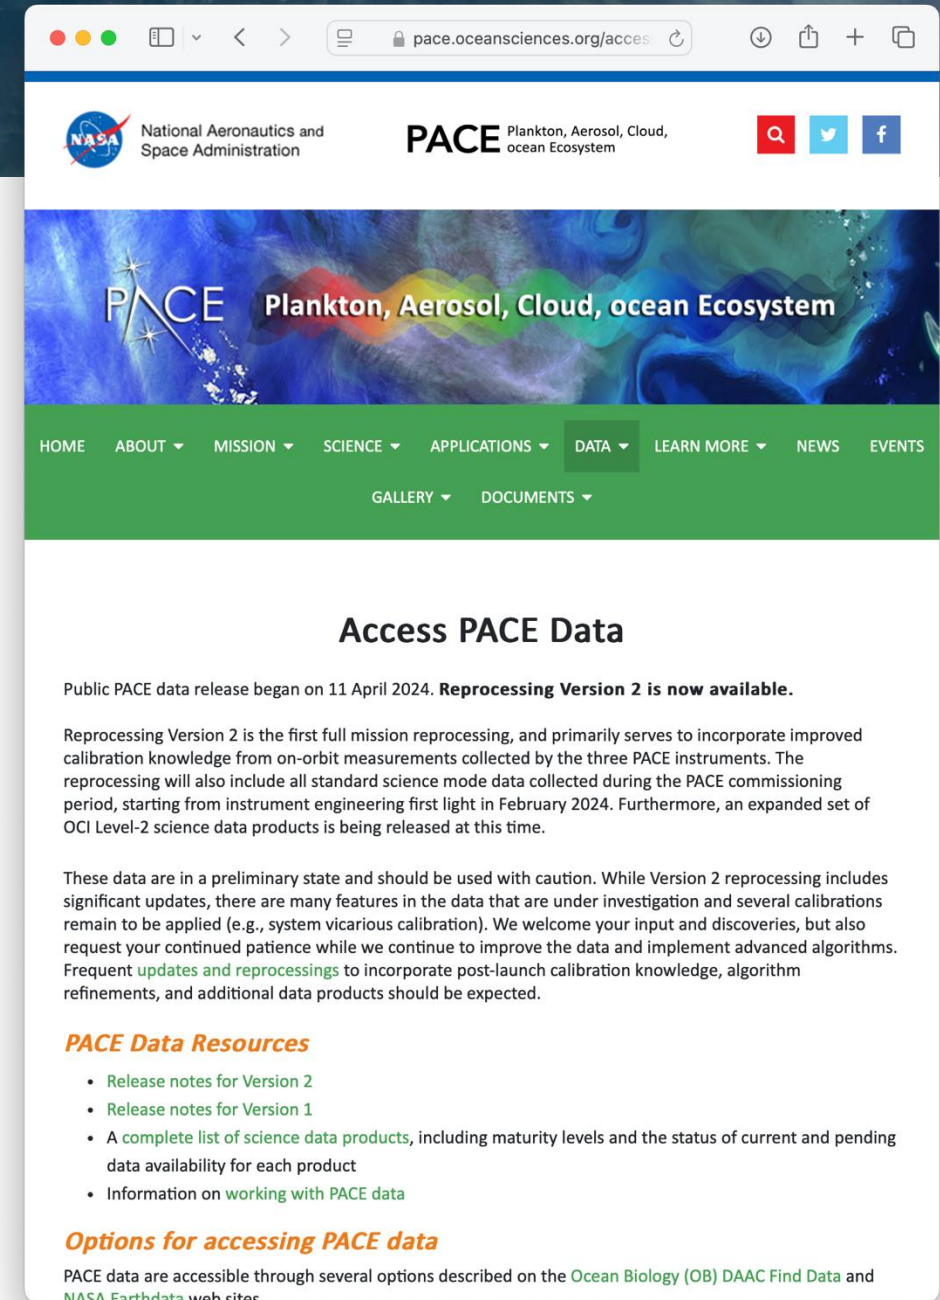 pace.oceansciences.org/acces
NASA
National Aeronautics and
Space Administration
PACE Plankton, Aerosol, Cloud,
ocean Ecosystem
PACE Plankton, Aerosol, Cloud, ocean Ecosystem
HOME ABOUT MISSION SCIENCE APPLICATIONS DATA LEARN MORE NEWS EVENTS
GALLERY DOCUMENTS
Access PACE Data
Public PACE data release began on 11 April 2024. Reprocessing Version 2 is now available.
Reprocessing Version 2 is the first full mission reprocessing, and primarily serves to incorporate improved
calibration knowledge from on-orbit measurements collected by the three PACE instruments. The
reprocessing will also include all standard science mode data collected during the PACE commissioning
period, starting from instrument engineering first light in February 2024. Furthermore, an expanded set of
OCI Level-2 science data products is being released at this time.
These data are in a preliminary state and should be used with caution. While Version 2 reprocessing includes
significant updates, there are many features in the data that are under investigation and several calibrations
remain to be applied (e.g., system vicarious calibration). We welcome your input and discoveries, but also
request your continued patience while we continue to improve the data and implement advanced algorithms.
Frequent updates and reprocessings to incorporate post-launch calibration knowledge, algorithm
refinements, and additional data products should be expected.
PACE Data Resources
• Release notes for Version 2
• Release notes for Version 1
• A complete list of science data products, including maturity levels and the status of current and pending
data availability for each product
• Information on working with PACE data
Options for accessing PACE data
PACE data are accessible through several options described on the Ocean Biology (OB) DAAC Find Data and
NASA Earthdata web sites